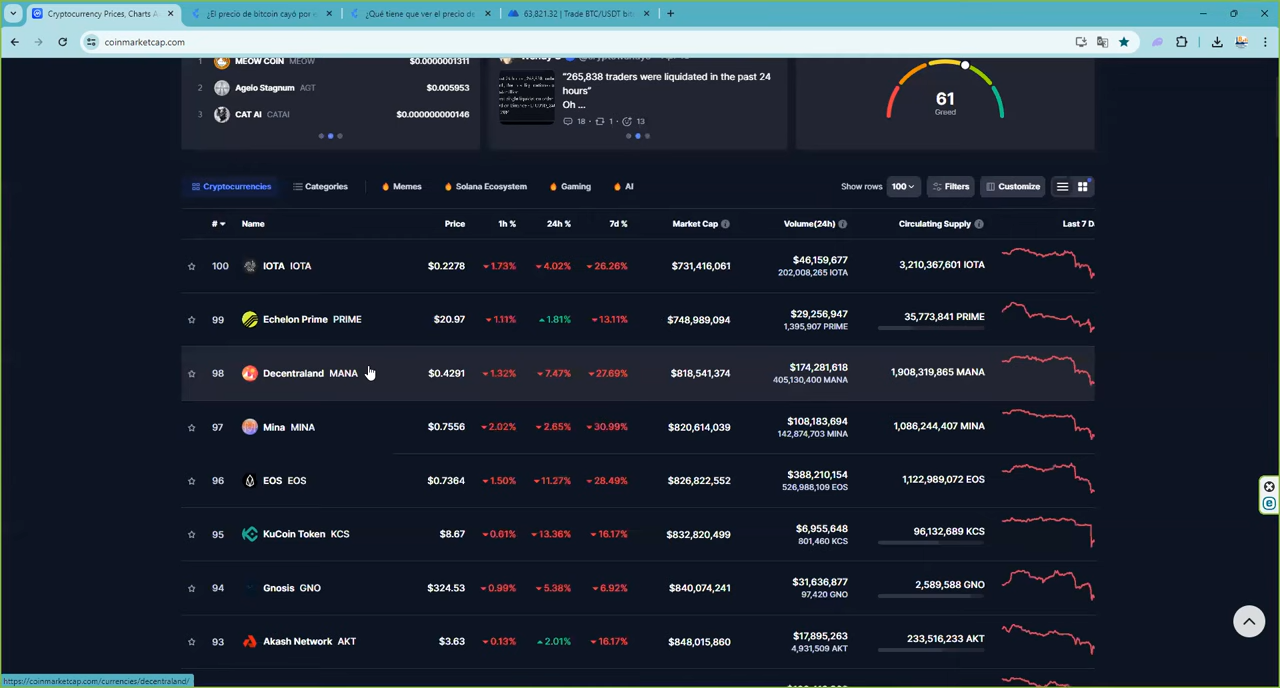 Cryptocurrency Prices, Charts A
¿El precio de bitcoin cayó por e
¿Qué tiene que ver el precio de
63,821.32 | Trade BTC/USDT bi
coinmarketcap.com
1 MEOW COIN MEOW $0.0000001311
2 Agelo Stagnum AGT $0.005953
3 CAT AI CATAI $0.000000000146
"265,838 traders were liquidated in the past 24
hours"
Oh ...
18 1 13
61
Greed
Cryptocurrencies Categories Memes Solana Ecosystem Gaming AI Show rows 100 Filters Customize
# Name Price 1h % 24h % 7d % Market Cap Volume(24h) Circulating Supply Last 7 D
100 IOTA IOTA $0.2278 1.73% 4.02% 26.26% $731,416,061 $46,159,677 3,210,367,601 IOTA
202,008,265 IOTA
99 Echelon Prime PRIME $20.97 1.11% 1.81% 13.11% $748,989,094 $29,256,947 35,773,841 PRIME
1,395,907 PRIME
98 Decentraland MANA $0.4291 1.32% 7.47% 27.69% $818,541,374 $174,281,618 1,908,319,865 MANA
405,130,400 MANA
97 Mina MINA $0.7556 2.02% 2.65% 30.99% $820,614,039 $108,183,694 1,086,244,407 MINA
142,874,703 MINA
96 EOS EOS $0.7364 1.50% 11.27% 28.49% $826,822,552 $388,210,154 1,122,989,072 EOS
526,988,109 EOS
95 KuCoin Token KCS $8.67 0.61% 13.36% 16.17% $832,820,499 $6,955,648 96,132,689 KCS
801,460 KCS
94 Gnosis GNO $324.53 0.99% 5.38% 6.92% $840,074,241 $31,636,877 2,589,588 GNO
97,420 GNO
93 Akash Network AKT $3.63 0.13% 2.01% 16.17% $848,015,860 $17,895,263 233,516,233 AKT
4,931,509 AKT
https://coinmarketcap.com/currencies/decentraland/